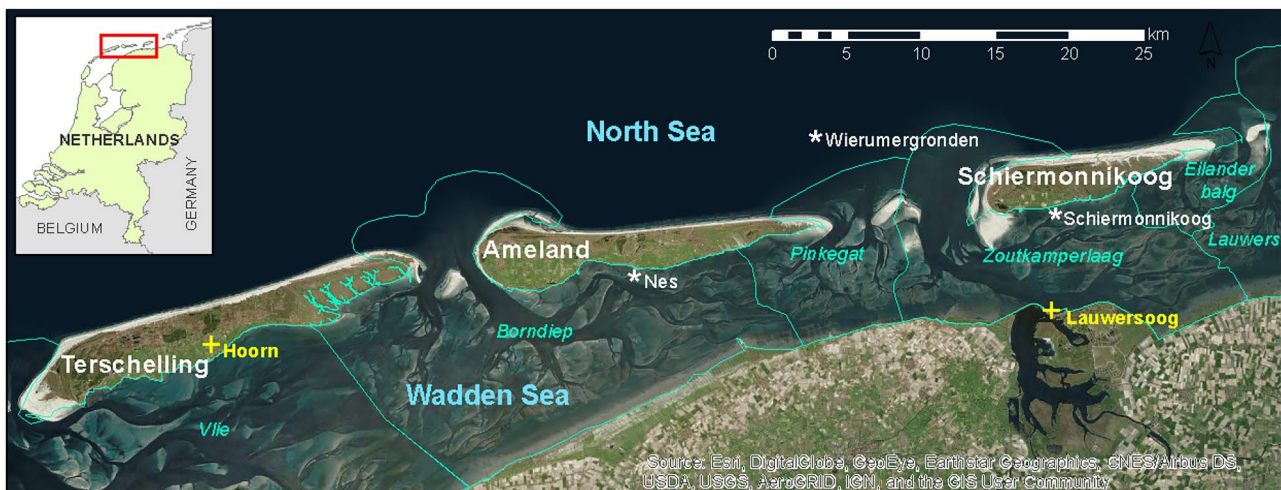 NETHERLANDS
BELGIUM
GERMANY
km
0 5 10 15 20 25
N
North Sea
Wierumergronden
Schiermonnikoog
Eilander
balg
Schiermonnikoog
Lauwers
Ameland
Pinkegat
Zoutkamperlaag
Nes
Borndiep
Lauwersoog
Hoorn
Terschelling
Wadden Sea
Vlie
Source: Esri, DigitalGlobe, GeoEye, Earthstar Geographics, CNES/Airbus DS,
USDA, USGS, AeroGRID, IGN, and the GIS User Community